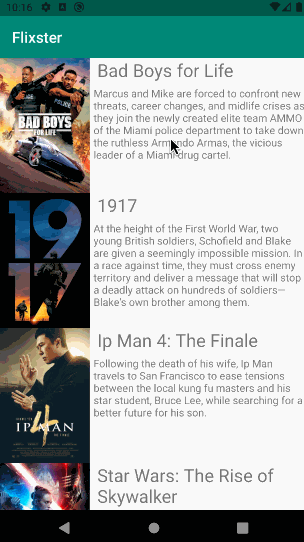 10:16
Flixster
BAD BOYS
FOR LIFE
Bad Boys for Life
Marcus and Mike are forced to confront new
threats, career changes, and midlife crises as
they join the newly created elite team AMMO
of the Miami police department to take down
the ruthless Armando Armas, the vicious
leader of a Miami drug cartel.
19
17
1917
At the height of the First World War, two
young British soldiers, Schofield and Blake
are given a seemingly impossible mission. In
a race against time, they must cross enemy
territory and deliver a message that will stop
a deadly attack on hundreds of soldiers—
Blake's own brother among them.
IP MAN
4
Ip Man 4: The Finale
Following the death of his wife, Ip Man
travels to San Francisco to ease tensions
between the local kung fu masters and his
star student, Bruce Lee, while searching for a
better future for his son.
Star Wars: The Rise of
Skywalker